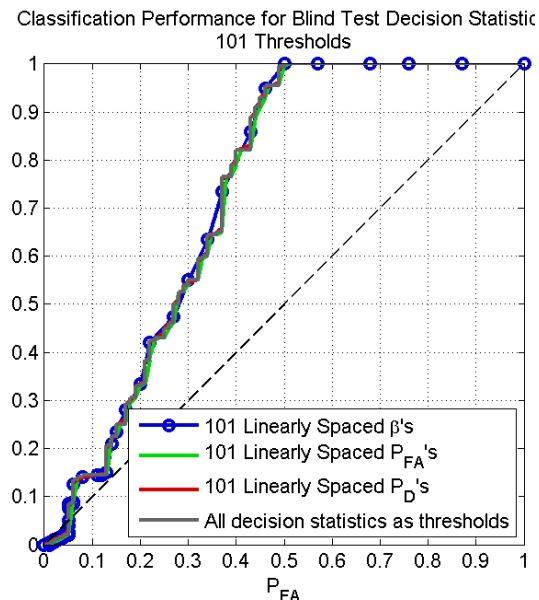 Classification Performance for Blind Test Decision Statistic
101 Thresholds
1
0.9
0.8
0.7
0.6
0.5
0.4
0.3
0.2
0.1
0
101 Linearly Spaced β's
101 Linearly Spaced P_FA's
101 Linearly Spaced P_D's
All decision statistics as thresholds
0 0.1 0.2 0.3 0.4 0.5 0.6 0.7 0.8 0.9 1
P_FA